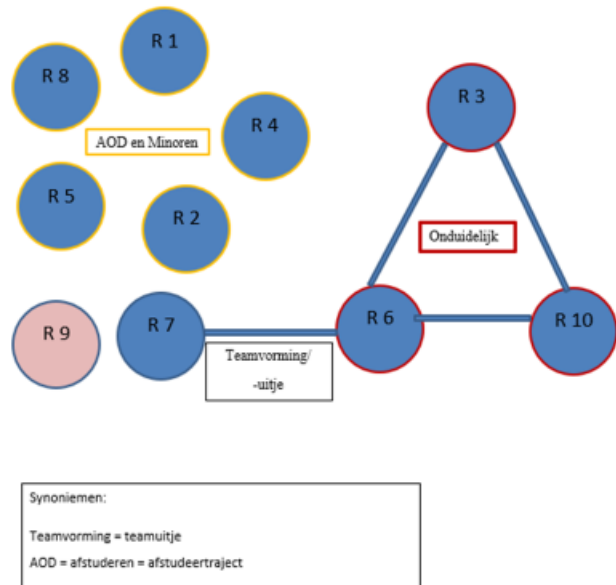 R 1
R 8
R 3
R 4
AOD en Minoren
R 5
R 2
Onduidelijk
R 9
R 7
R 6
R 10
Teamvorming/
-uitje
Synoniemen:
Teamvorming = teamuitje
AOD = afstuderen = afstudeertraject